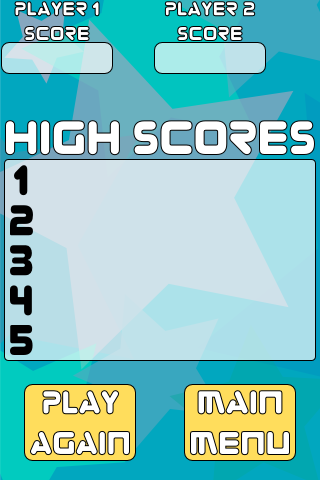 PLAYER 1 PLAYER 2
SCORE SCORE
HIGH SCORES
1
2
3
4
5
PLAY MAIN
AGAIN MENU